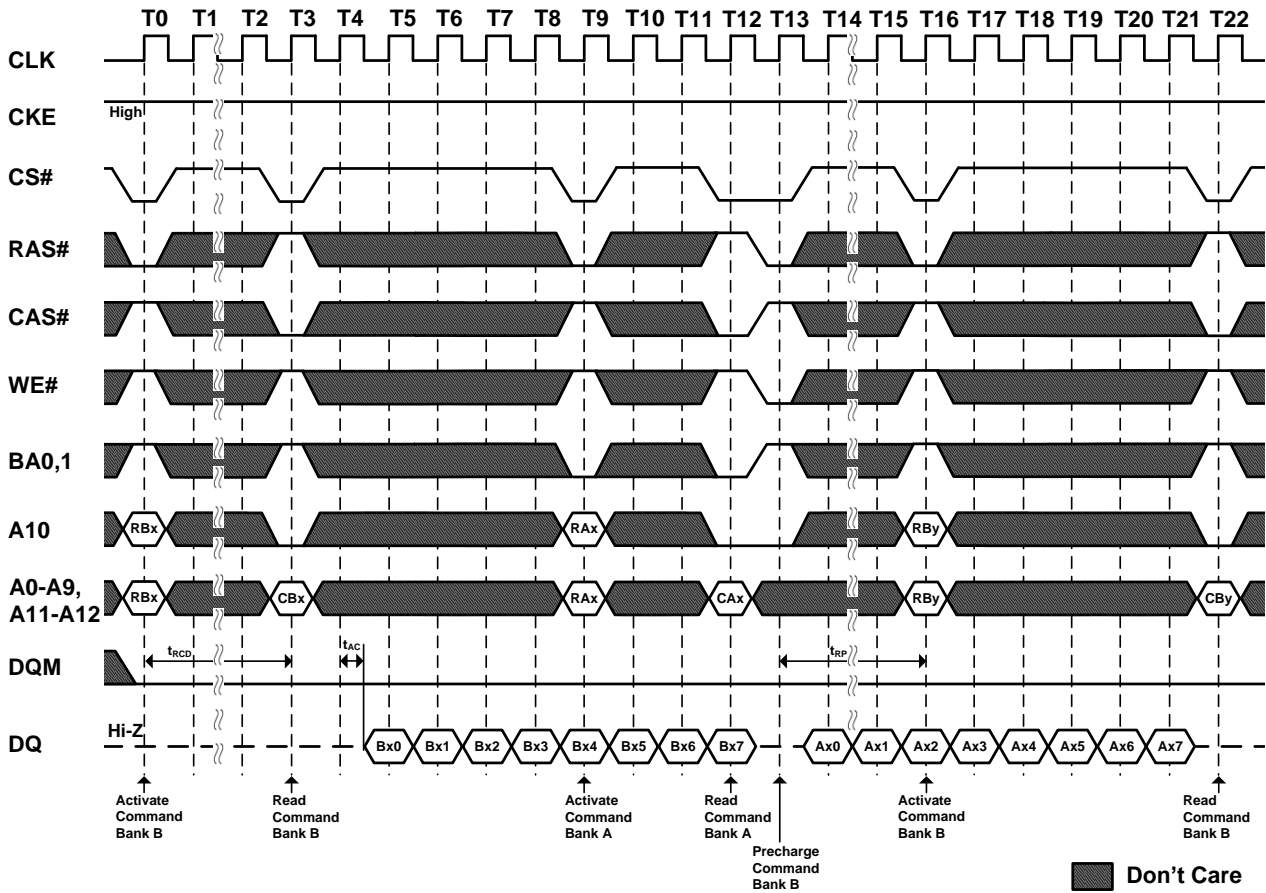 T0 T1 T2 T3 T4 T5 T6 T7 T8 T9 T10 T11 T12 T13 T14 T15 T16 T17 T18 T19 T20 T21 T22
CLK
CKE
High
CS#
RAS#
CAS#
WE#
BA0,1
A10
RBx RAx RBy
A0-A9,
A11-A12
RBx CBx RAx CAx RBy CBy
DQM
tRCD tAC tRP
DQ
Hi-Z
Bx0 Bx1 Bx2 Bx3 Bx4 Bx5 Bx6 Bx7 Ax0 Ax1 Ax2 Ax3 Ax4 Ax5 Ax6 Ax7
Activate
Command
Bank B
Read
Command
Bank B
Activate
Command
Bank A
Read
Command
Bank A
Precharge
Command
Bank B
Activate
Command
Bank B
Read
Command
Bank B
Don't Care